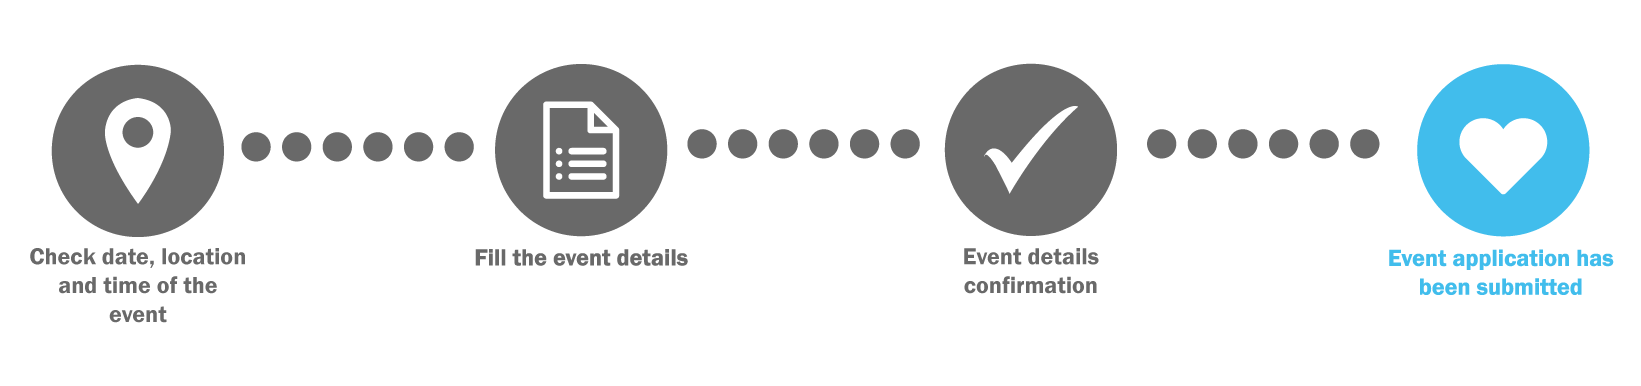 Check date, location
and time of the
event
Fill the event details
Event details
confirmation
Event application has
been submitted